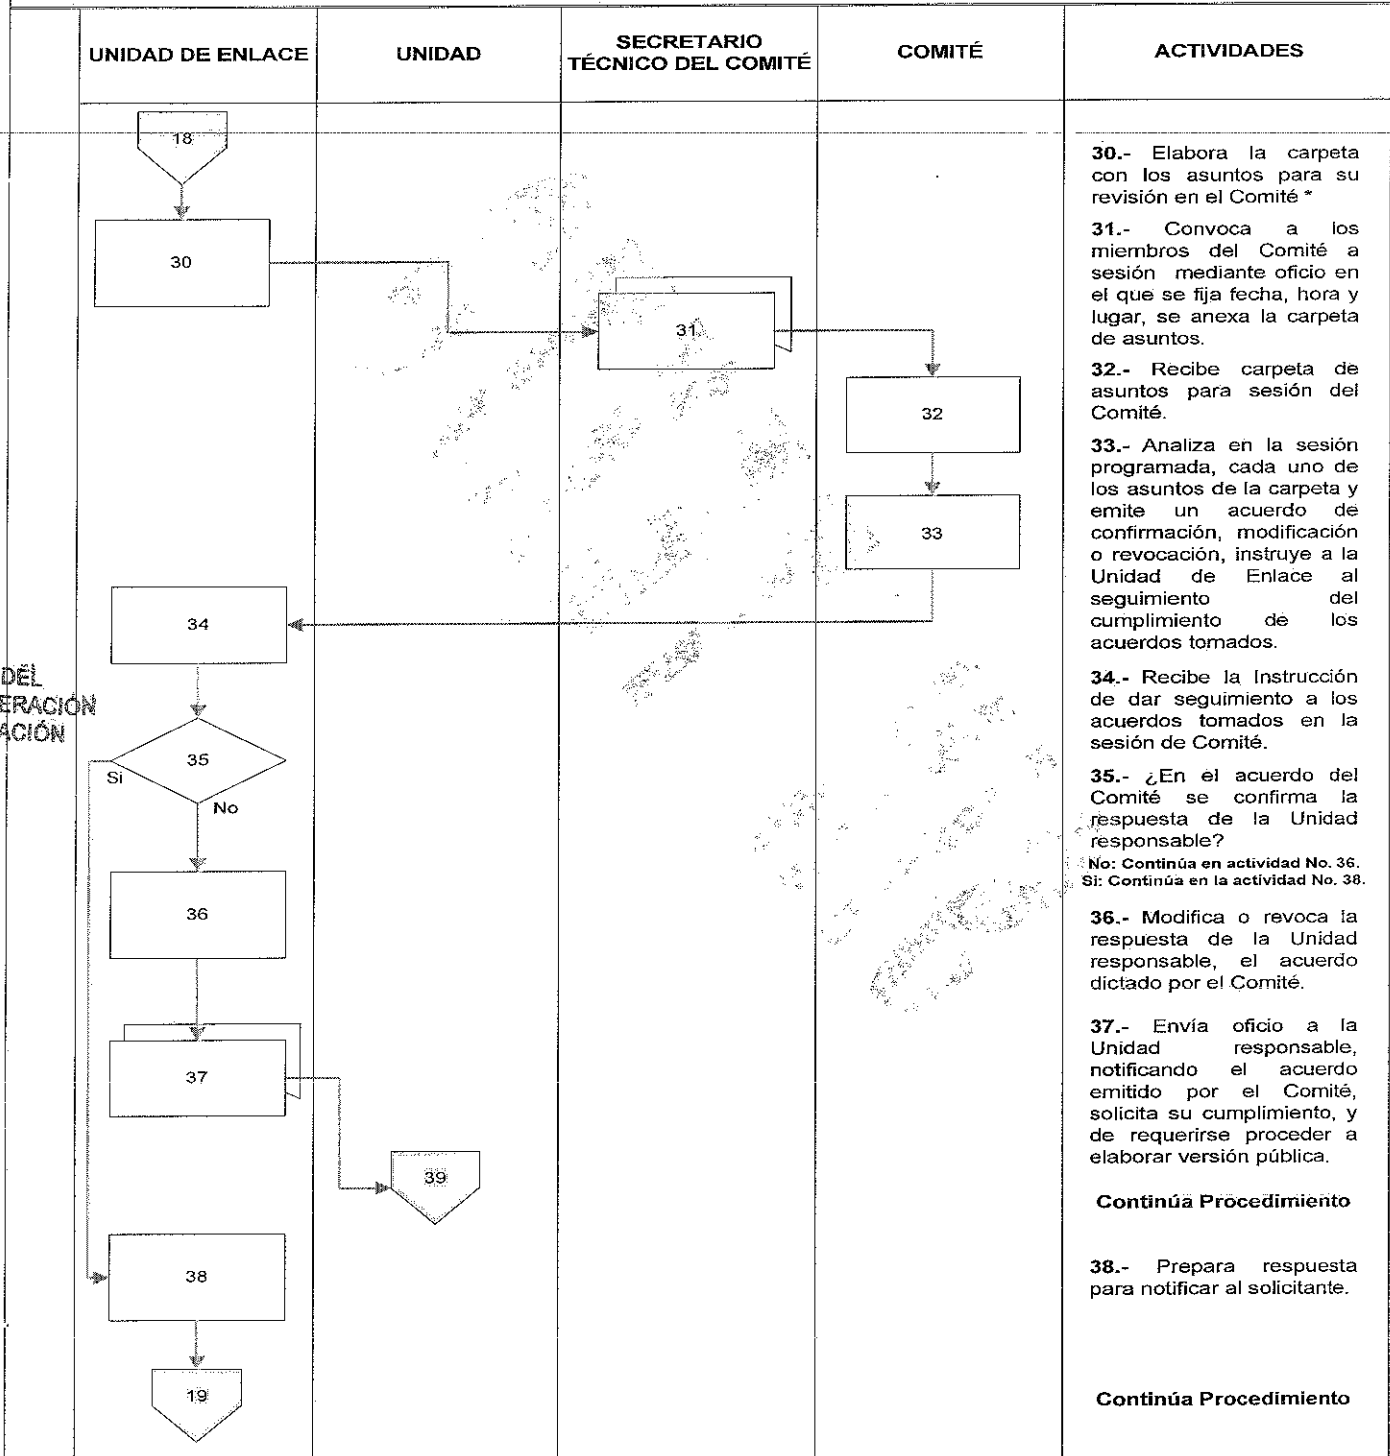 UNIDAD DE ENLACE
UNIDAD
SECRETARIO
TÉCNICO DEL COMITÉ
COMITÉ
ACTIVIDADES
18
30
31
32
33
34
DEL
ERACIÓN
ACIÓN
35
Si
No
36
37
39
38
19
30.- Elabora la carpeta
con los asuntos para su
revisión en el Comité *
31.- Convoca a los
miembros del Comité a
sesión mediante oficio en
el que se fija fecha, hora y
lugar, se anexa la carpeta
de asuntos.
32.- Recibe carpeta de
asuntos para sesión del
Comité.
33.- Analiza en la sesión
programada, cada uno de
los asuntos de la carpeta y
emite un acuerdo de
confirmación, modificación
o revocación, instruye a la
Unidad de Enlace al
seguimiento del
cumplimiento de los
acuerdos tomados.
34.- Recibe la Instrucción
de dar seguimiento a los
acuerdos tomados en la
sesión de Comité.
35.- ¿En el acuerdo del
Comité se confirma la
respuesta de la Unidad
responsable?
No: Continúa en actividad No. 36.
Si: Continúa en la actividad No. 38.
36.- Modifica o revoca la
respuesta de la Unidad
responsable, el acuerdo
dictado por el Comité.
37.- Envía oficio a la
Unidad responsable,
notificando el acuerdo
emitido por el Comité,
solicita su cumplimiento, y
de requerirse proceder a
elaborar versión pública.
Continúa Procedimiento
38.- Prepara respuesta
para notificar al solicitante.
Continúa Procedimiento